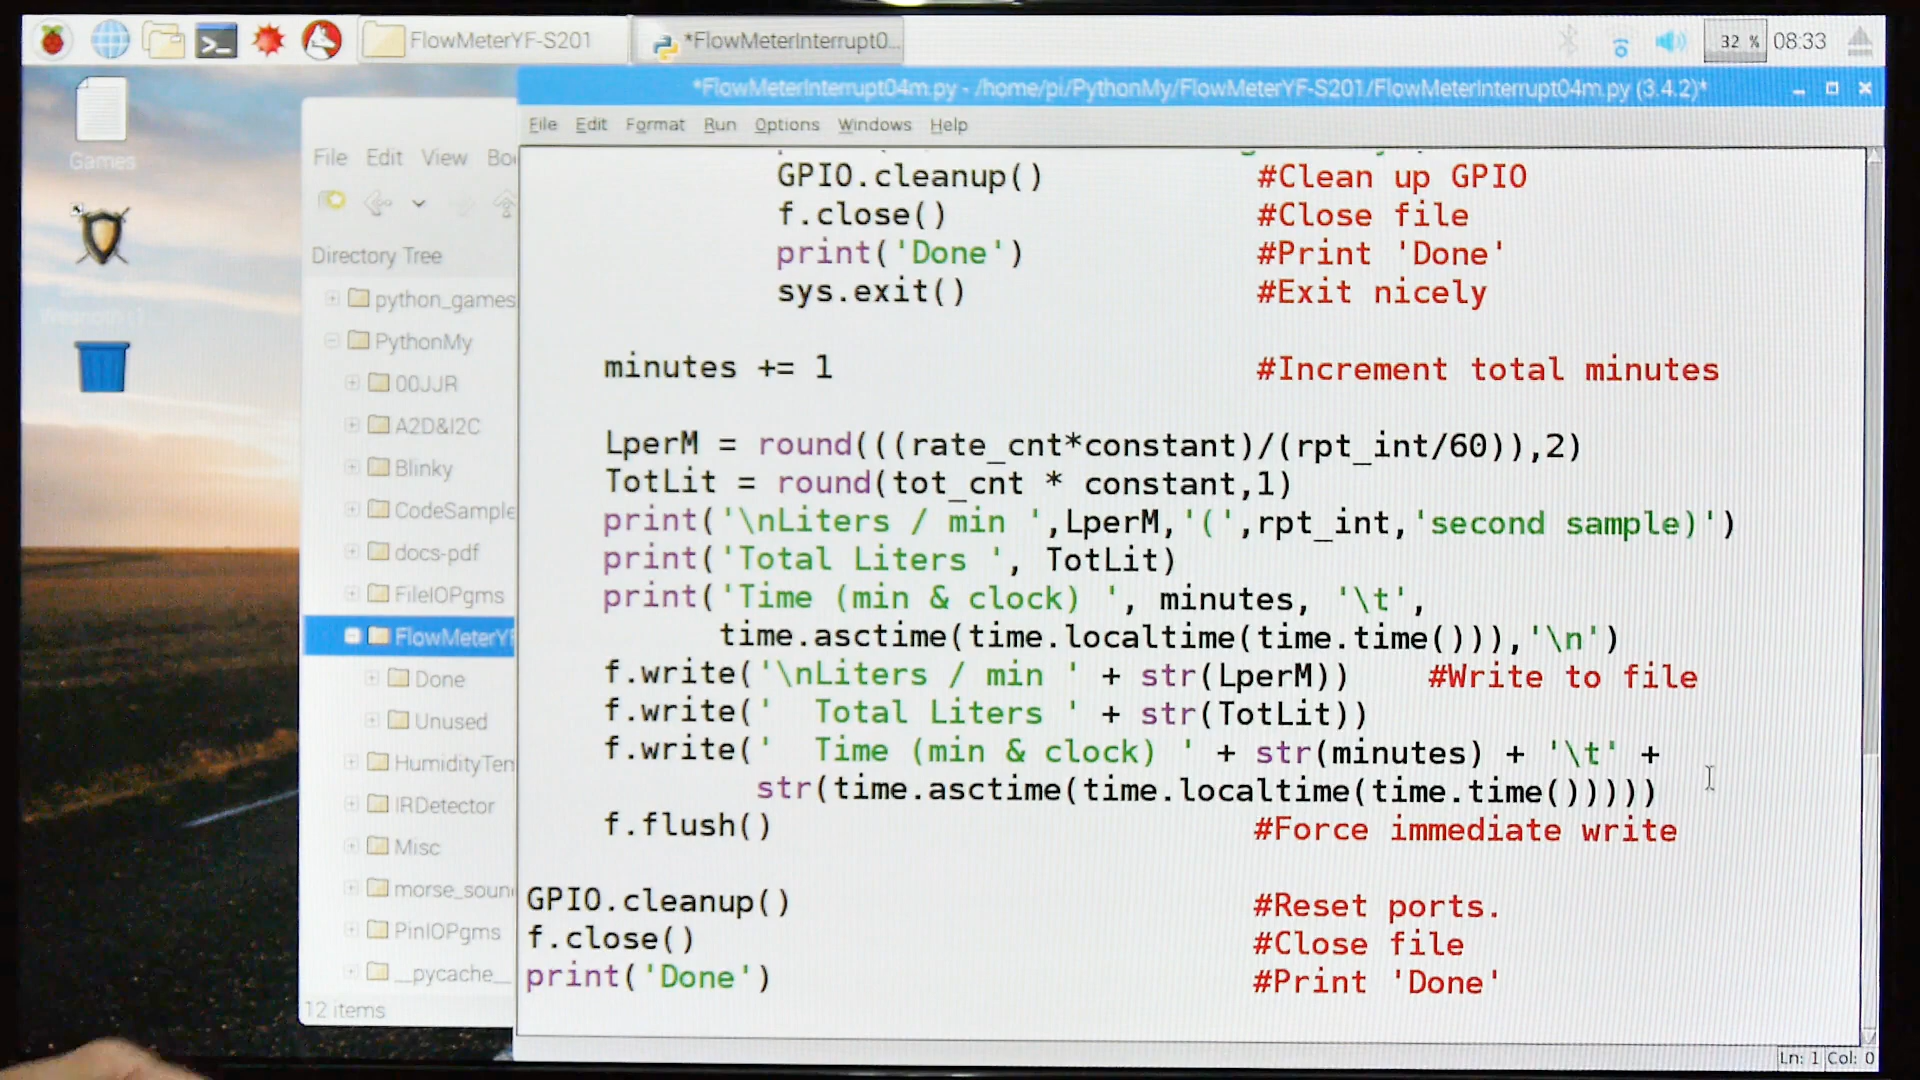 FlowMeterYF-S201
*FlowMeterInterrupt0...
32 %
08:33
*FlowMeterInterrupt04m.py - /home/pi/PythonMy/FlowMeterYF-S201/FlowMeterInterrupt04m.py (3.4.2)*
File Edit Format Run Options Windows Help
Games
File Edit View Bo
Directory Tree
python_games
PythonMy
00JJR
A2D&I2C
Blinky
CodeSample
docs-pdf
FileIOPgms
FlowMeterYF
Done
Unused
HumidityTem
IRDetector
Misc
morse_soun
PinIOPgms
__pycache__
12 items
GPIO.cleanup() #Clean up GPIO
f.close() #Close file
print('Done') #Print 'Done'
sys.exit() #Exit nicely
minutes += 1 #Increment total minutes
LperM = round(((rate_cnt*constant)/(rpt_int/60)),2)
TotLit = round(tot_cnt * constant,1)
print('\nLiters / min ',LperM,'(',rpt_int,'second sample)')
print('Total Liters ', TotLit)
print('Time (min & clock) ', minutes, '\t',
time.asctime(time.localtime(time.time())),'\n')
f.write('\nLiters / min ' + str(LperM)) #Write to file
f.write('  Total Liters ' + str(TotLit))
f.write('  Time (min & clock) ' + str(minutes) + '\t' +
str(time.asctime(time.localtime(time.time()))))
f.flush() #Force immediate write
GPIO.cleanup() #Reset ports.
f.close() #Close file
print('Done') #Print 'Done'
Ln: 1 Col: 0